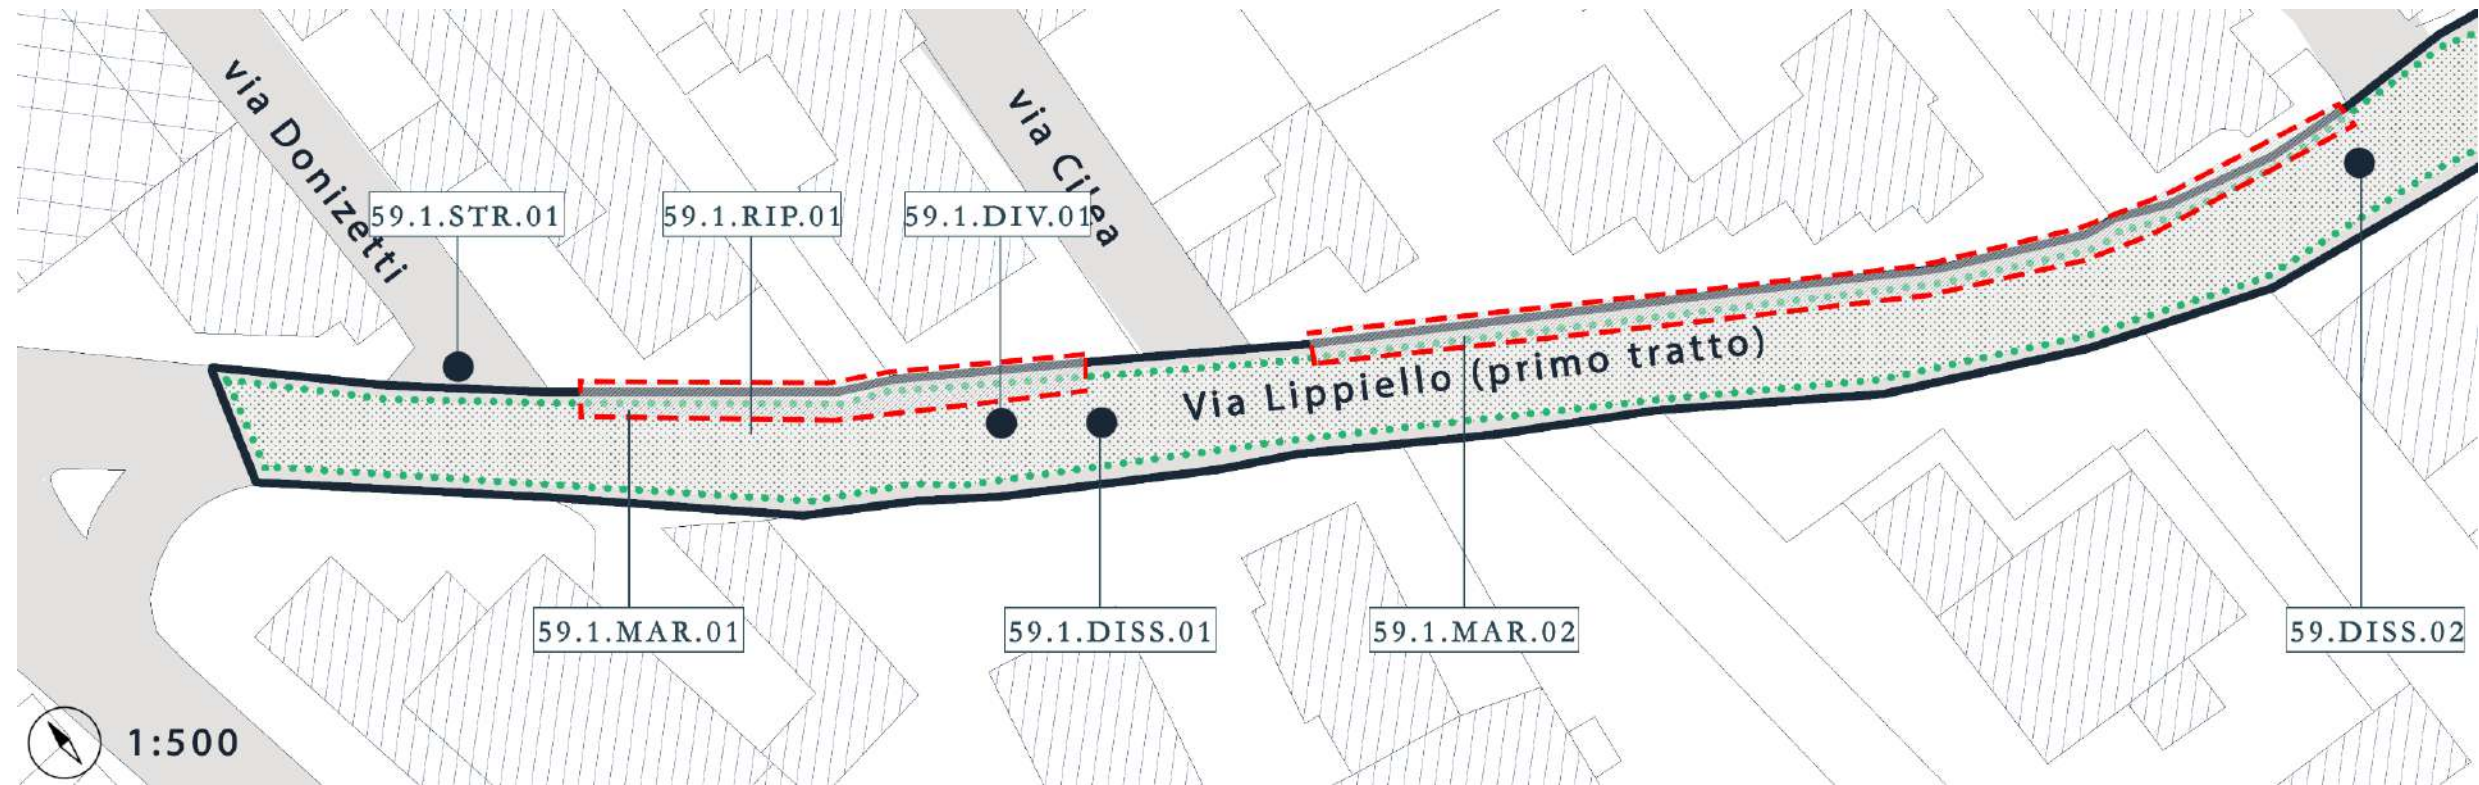 via Donizetti
via Cilea
59.1.STR.01
59.1.RIP.01
59.1.DIV.01
Via Lippiello (primo tratto)
59.1.MAR.01
59.1.DISS.01
59.1.MAR.02
59.DISS.02
1:500